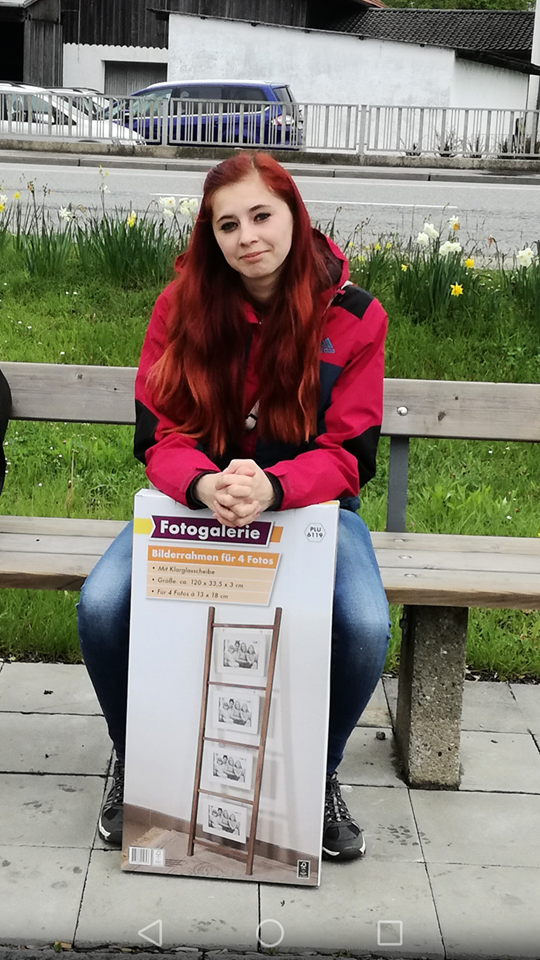 Fotogalerie
PLU
6119
Bilderrahmen für 4 Fotos
• Mit Klarglasscheibe
• Größe: ca. 120 x 33,5 x 3 cm
• Für 4 Fotos à 13 x 18 cm